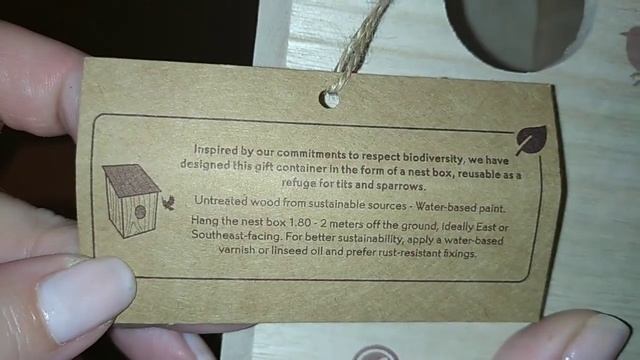 Inspired by our commitments to respect biodiversity, we have
designed this gift container in the form of a nest box, reusable as a
refuge for tits and sparrows.
Untreated wood from sustainable sources - Water-based paint.
Hang the nest box 1.80 - 2 meters off the ground, ideally East or
Southeast-facing. For better sustainability, apply a water-based
varnish or linseed oil and prefer rust-resistant fixings.